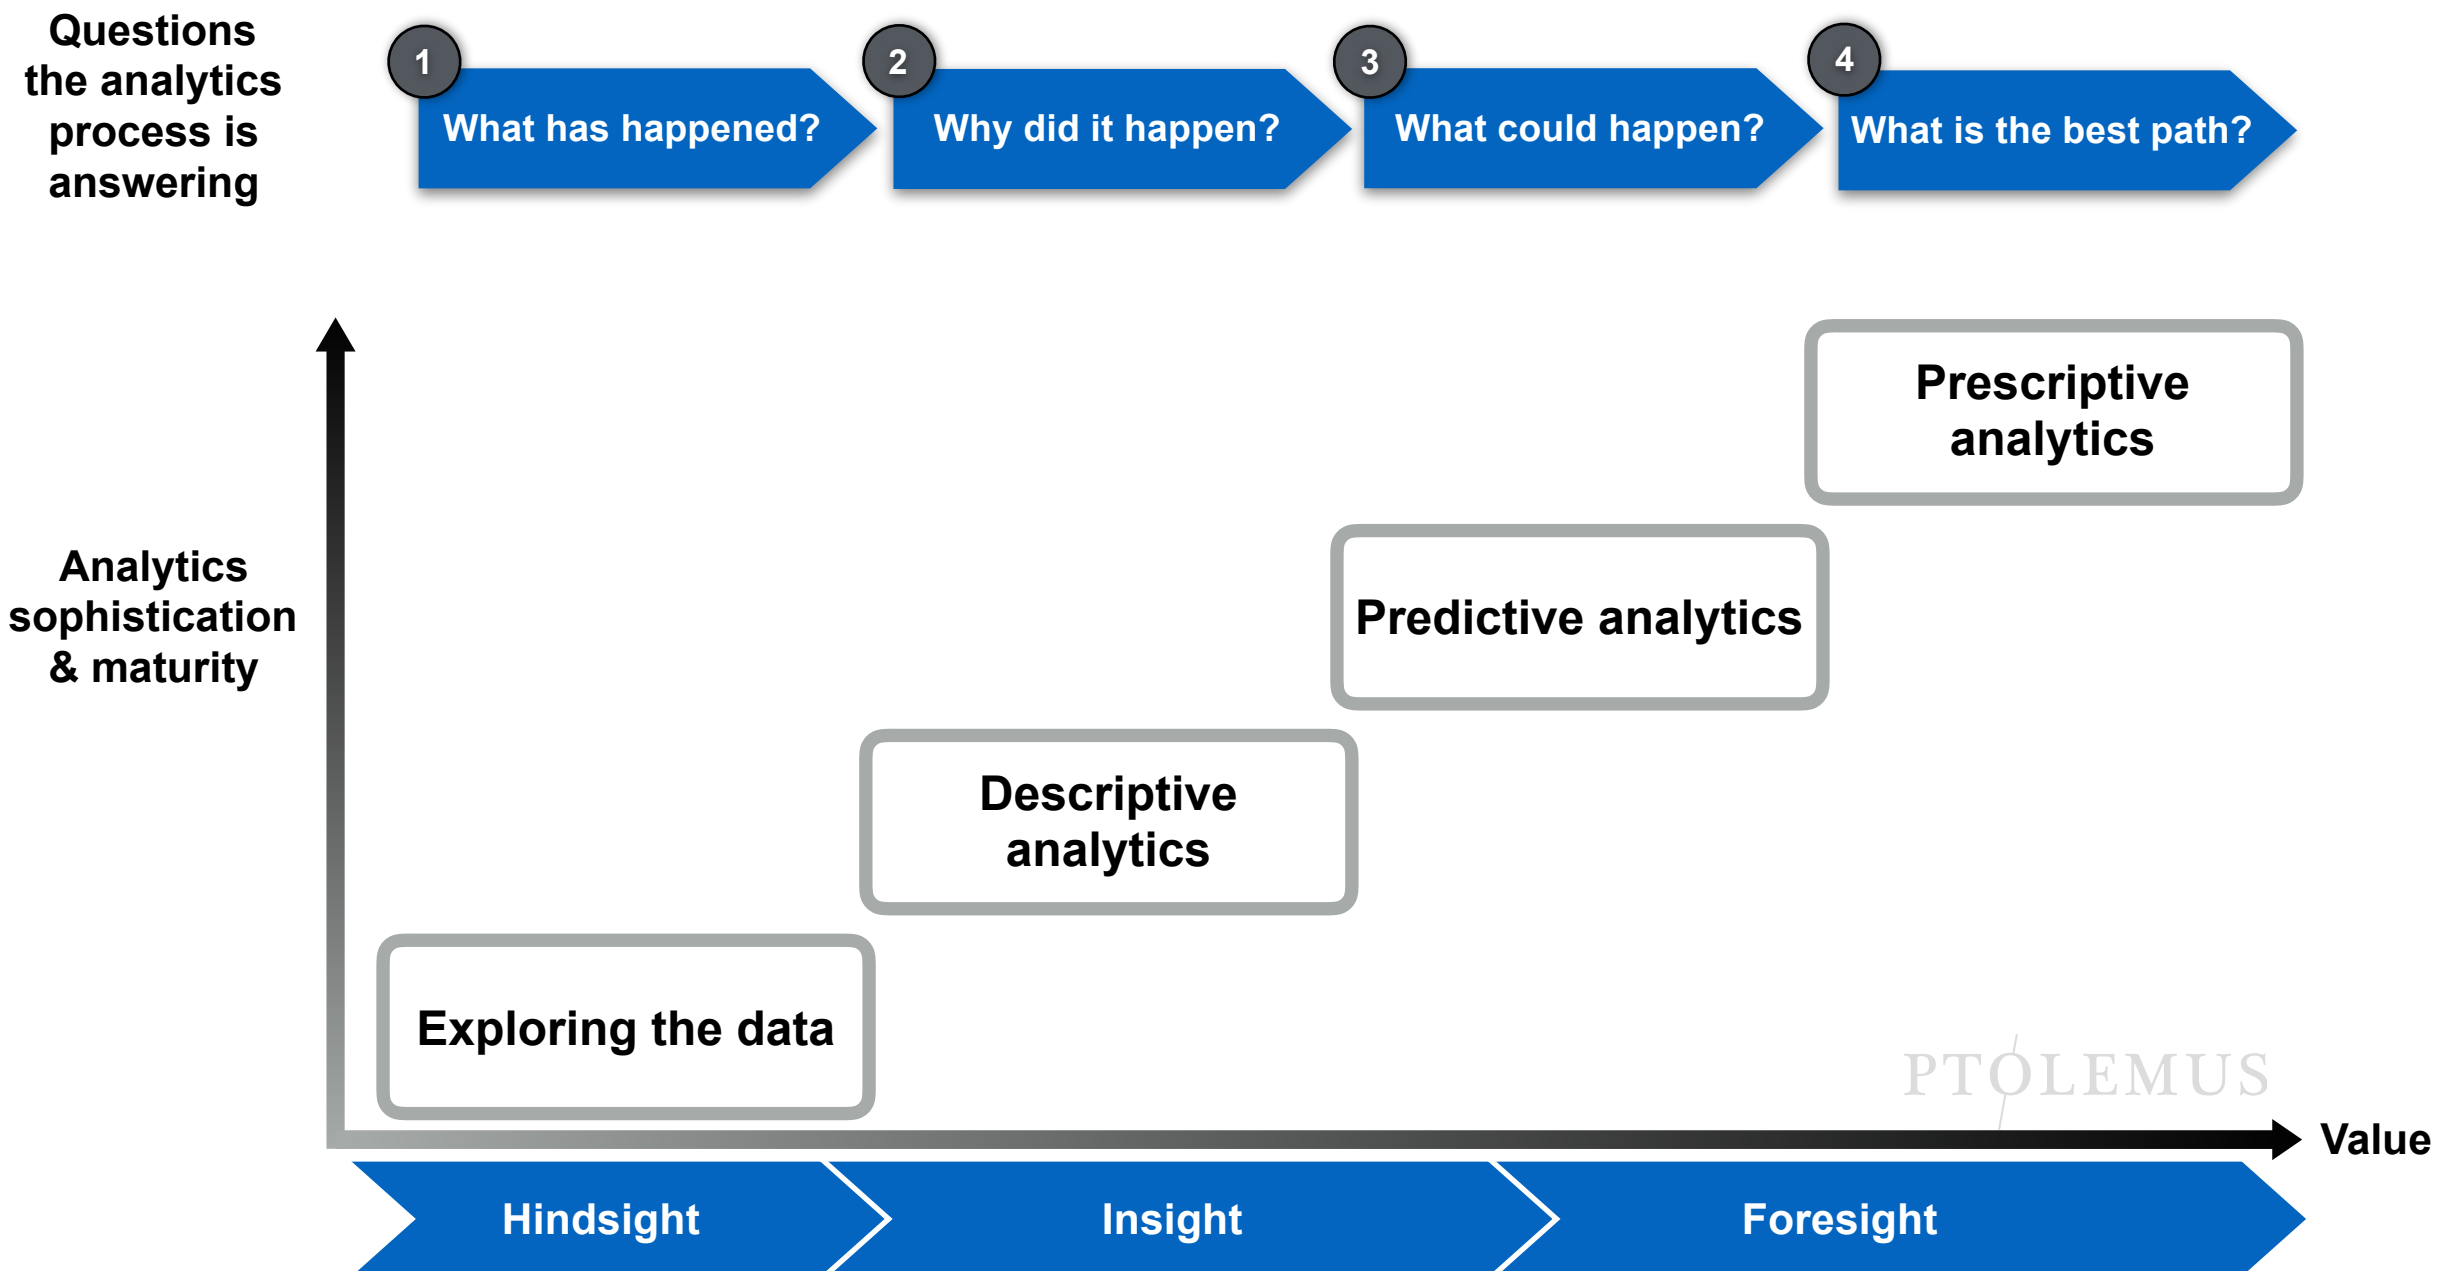 Questions
the analytics
process is
answering
1
What has happened?
2
Why did it happen?
3
What could happen?
4
What is the best path?
Analytics
sophistication
& maturity
Prescriptive
analytics
Predictive analytics
Descriptive
analytics
Exploring the data
PTOLEMUS
Value
Hindsight
Insight
Foresight